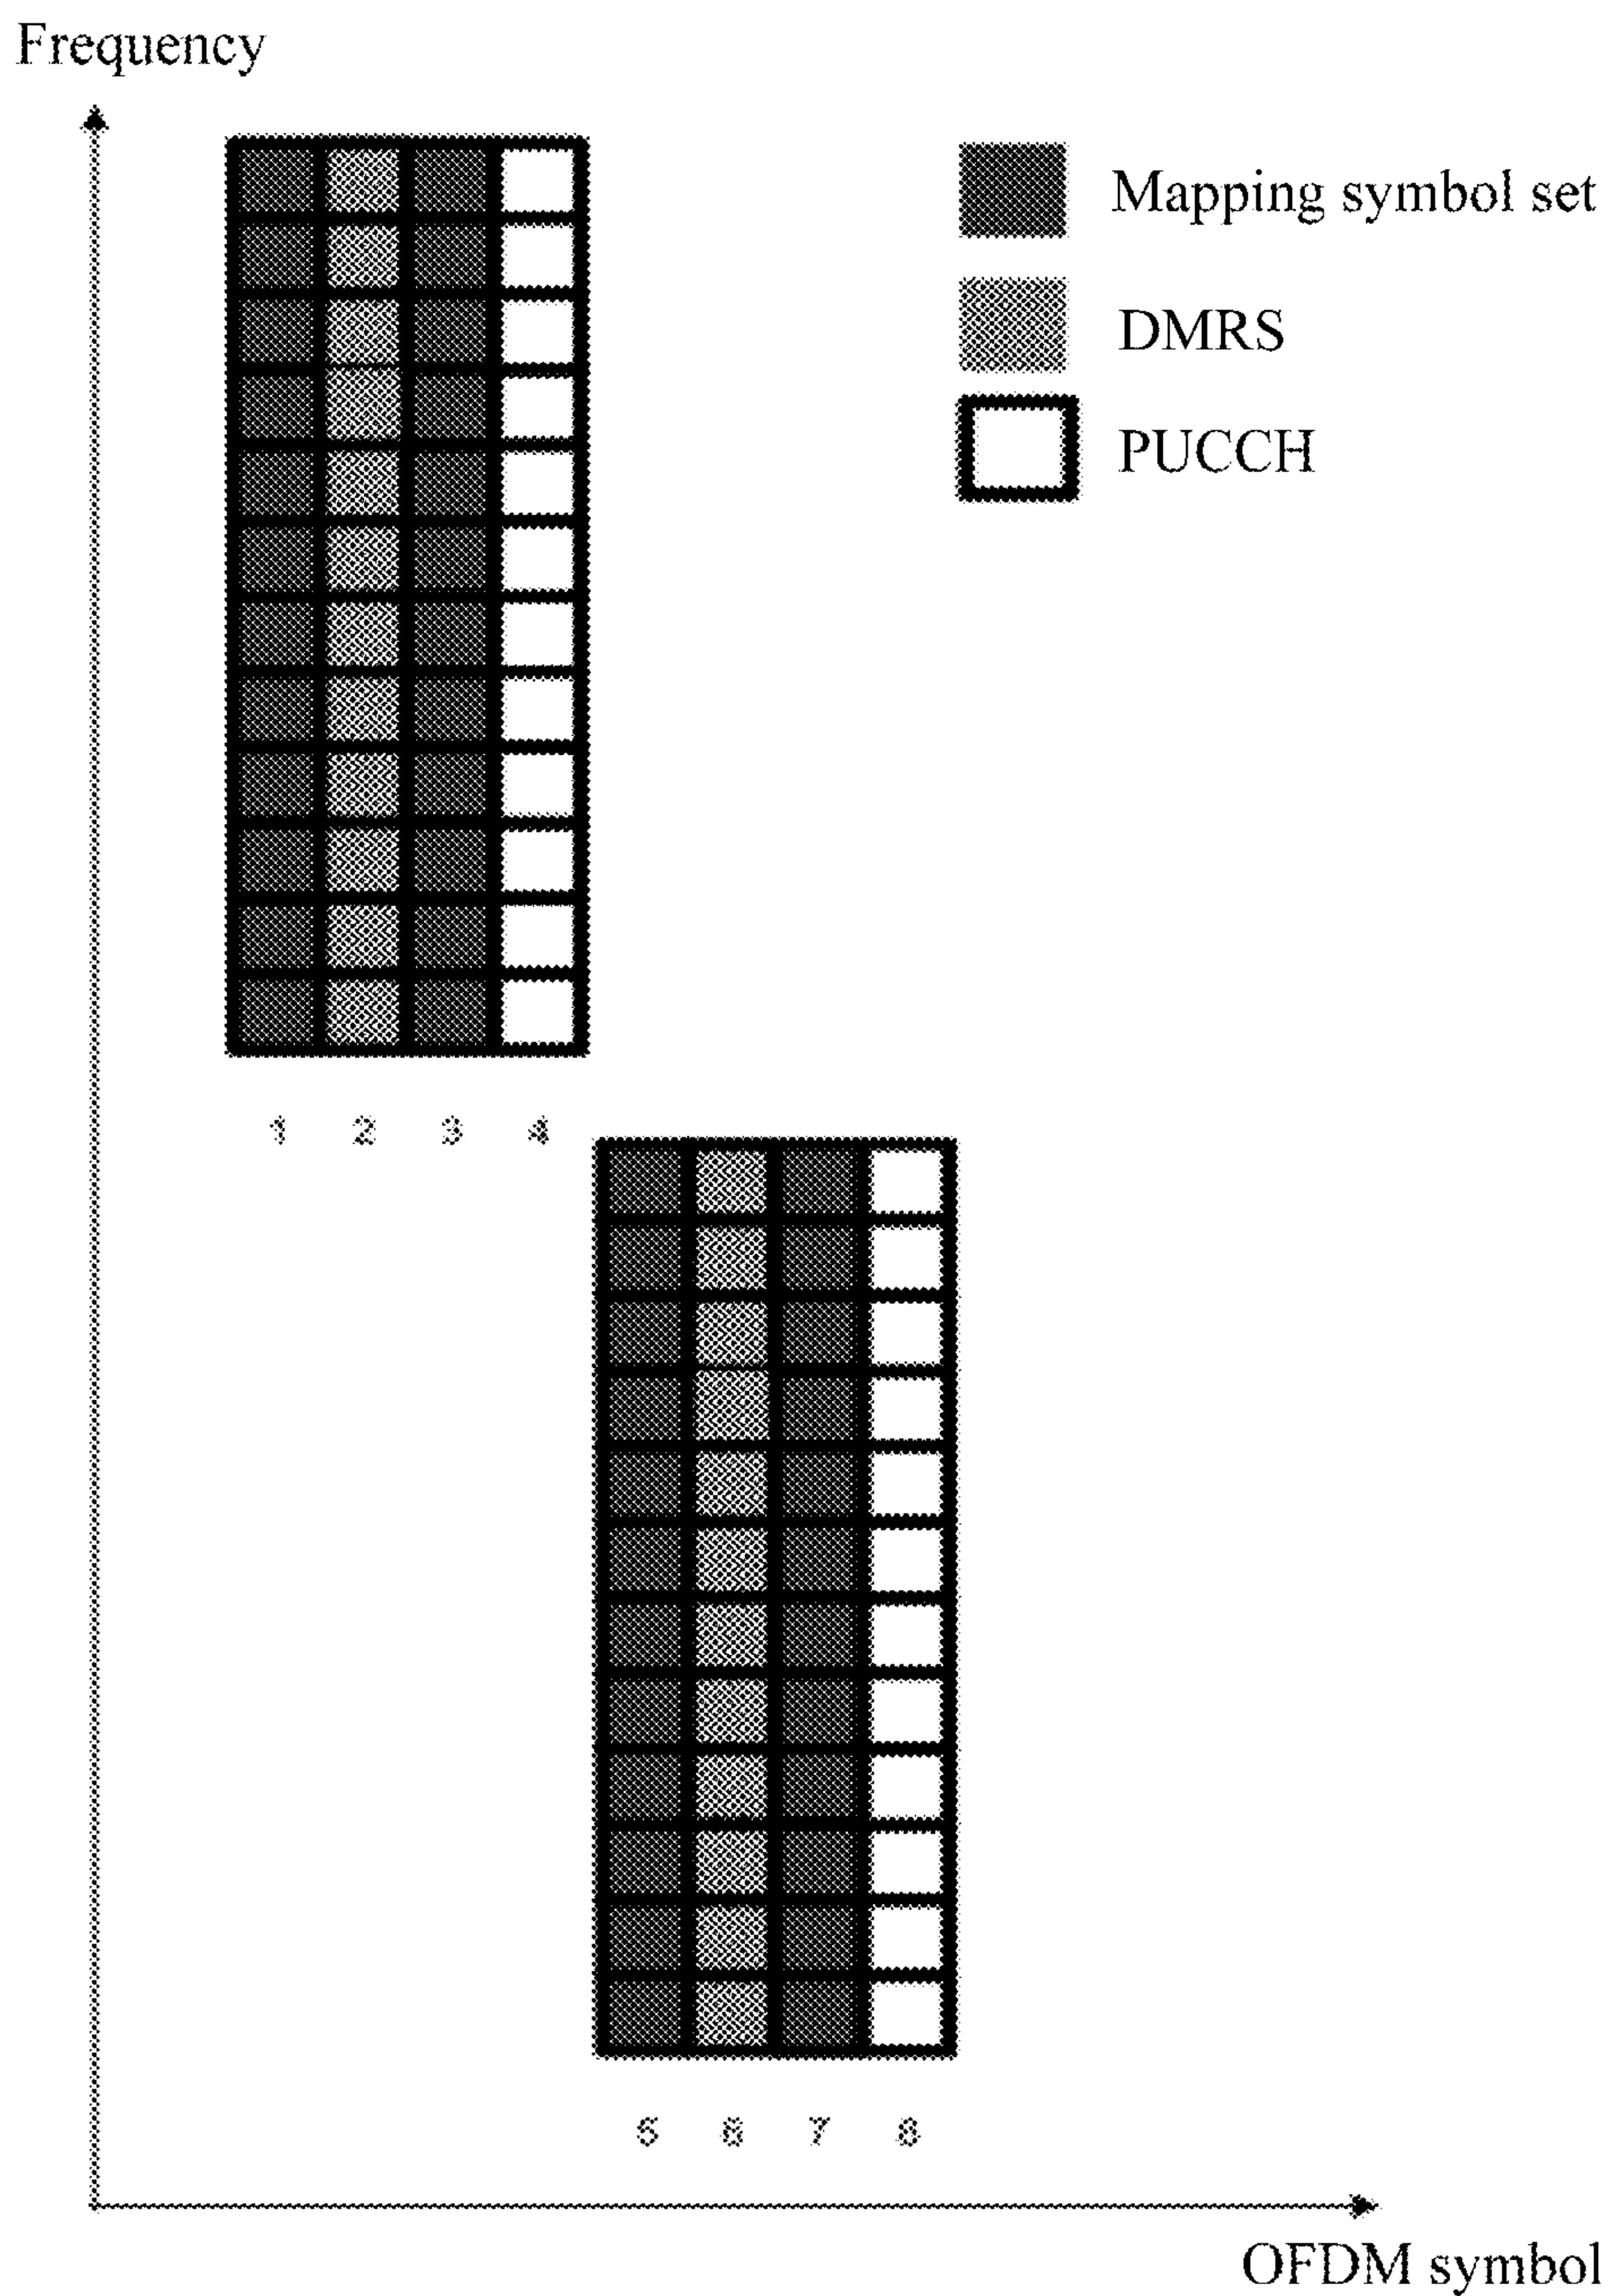 Frequency
Mapping symbol set
DMRS
PUCCH
1 2 3 4
5 6 7 8
OFDM symbol